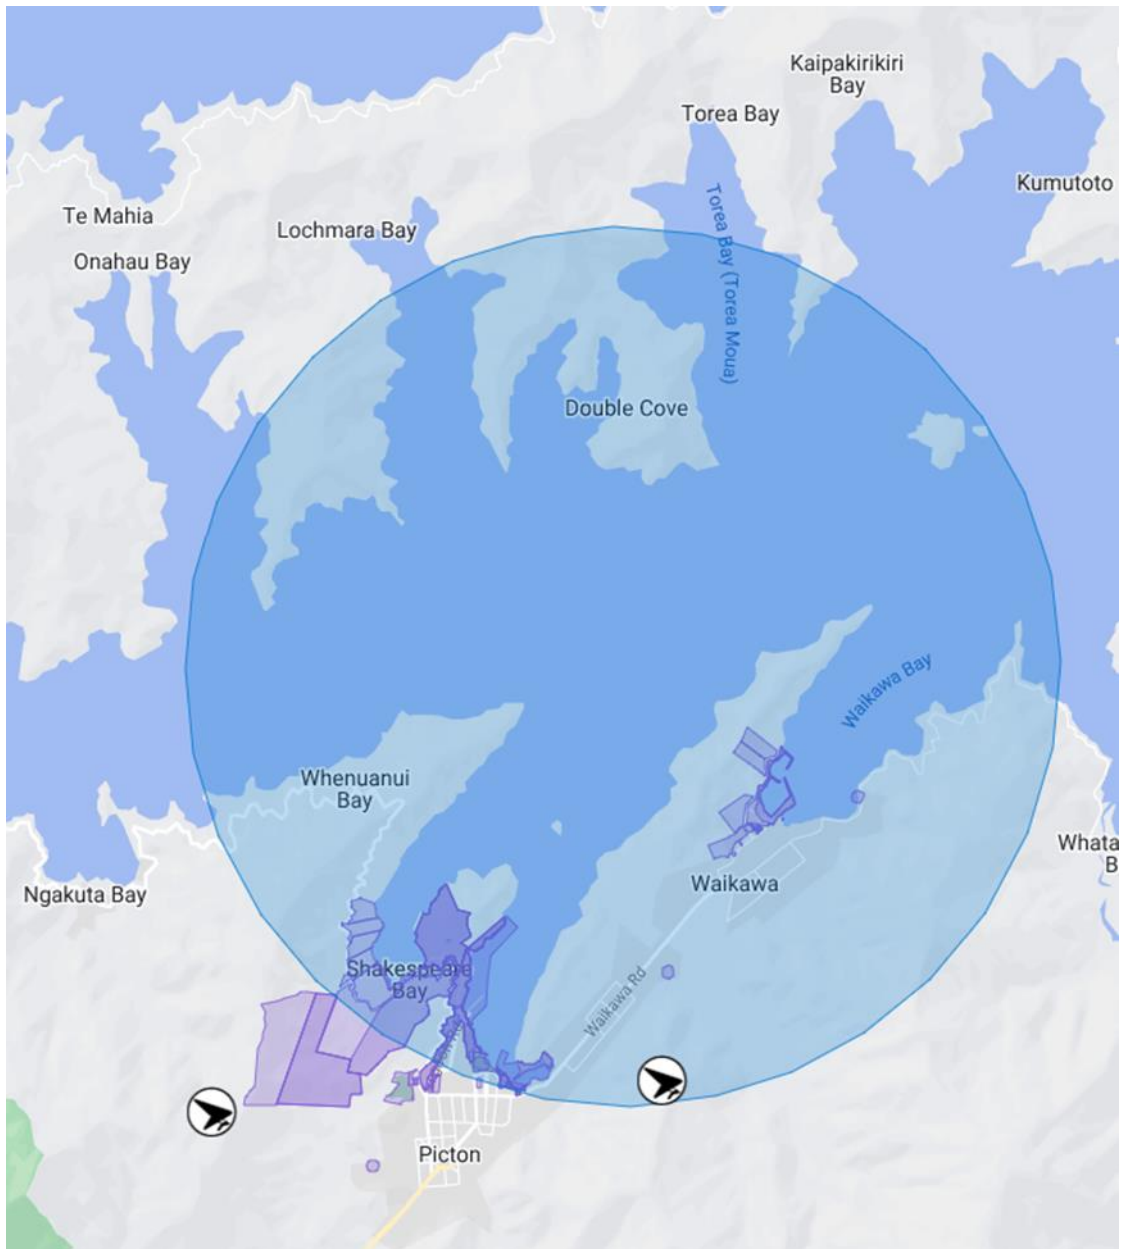 Kaipakirikiri
Bay
Torea Bay
Kumutoto
Te Mahia
Lochmara Bay
Onahau Bay
Torea Bay (Torea Moua)
Double Cove
Waikawa Bay
Whenuanui
Bay
Whata
B
Ngakuta Bay
Waikawa
Shakespeare
Bay
Waikawa Rd
Picton